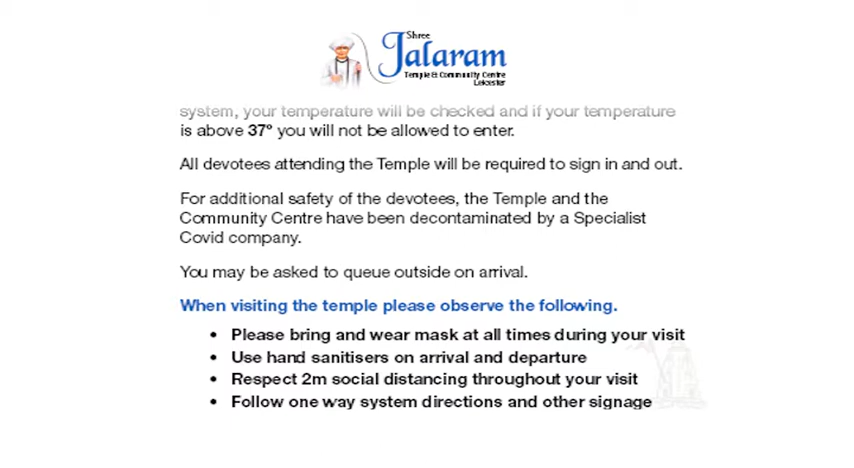 Shree
Jalaram
Temple & Community Centre
Leicester
system, your temperature will be checked and if your temperature
is above 37º you will not be allowed to enter.
All devotees attending the Temple will be required to sign in and out.
For additional safety of the devotees, the Temple and the
Community Centre have been decontaminated by a Specialist
Covid company.
You may be asked to queue outside on arrival.
When visiting the temple please observe the following.
• Please bring and wear mask at all times during your visit
• Use hand sanitisers on arrival and departure
• Respect 2m social distancing throughout your visit
• Follow one way system directions and other signage